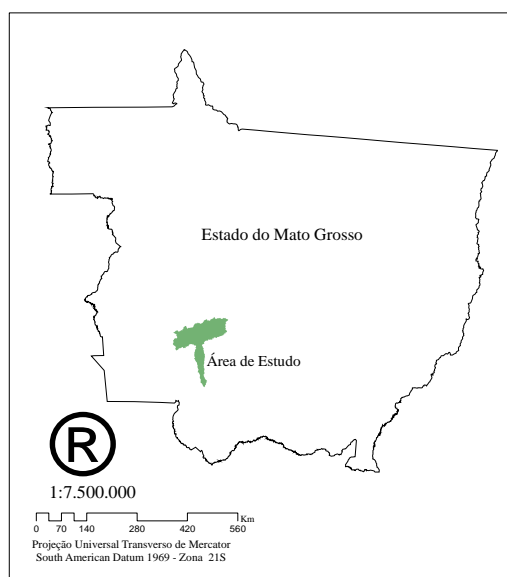 Estado do Mato Grosso
Área de Estudo
®
1:7.500.000
Km
0 70 140 280 420 560
Projeção Universal Transverso de Mercator
South American Datum 1969 - Zona 21S